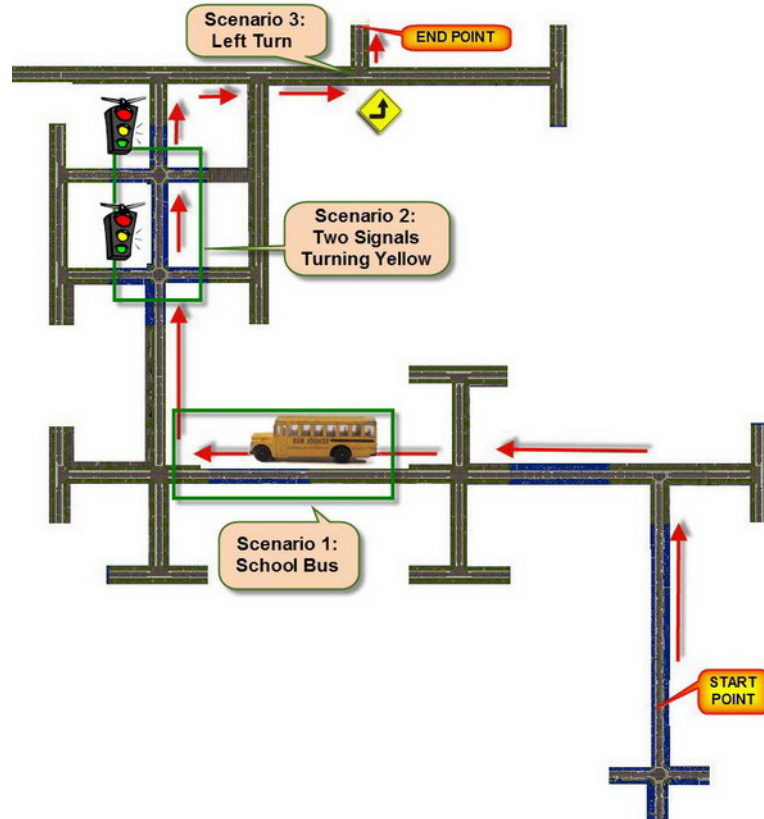 Scenario 3:
Left Turn
END POINT
Scenario 2:
Two Signals
Turning Yellow
Scenario 1:
School Bus
START
POINT